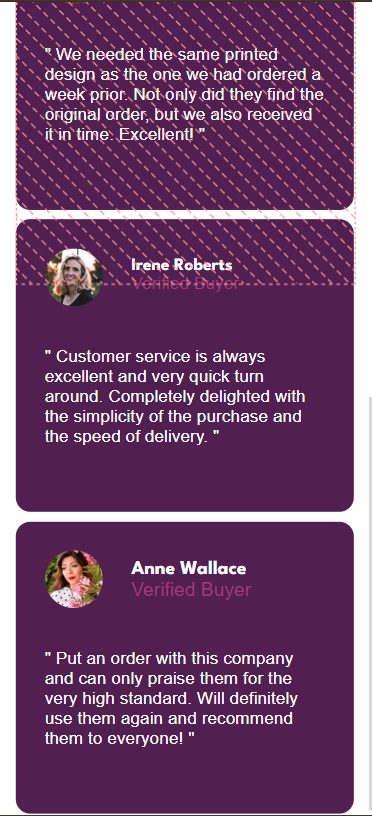 " We needed the same printed
design as the one we had ordered a
week prior. Not only did they find the
original order, but we also received
it in time. Excellent! "
Irene Roberts
Verified Buyer
" Customer service is always
excellent and very quick turn
around. Completely delighted with
the simplicity of the purchase and
the speed of delivery. "
Anne Wallace
Verified Buyer
" Put an order with this company
and can only praise them for the
very high standard. Will definitely
use them again and recommend
them to everyone! "